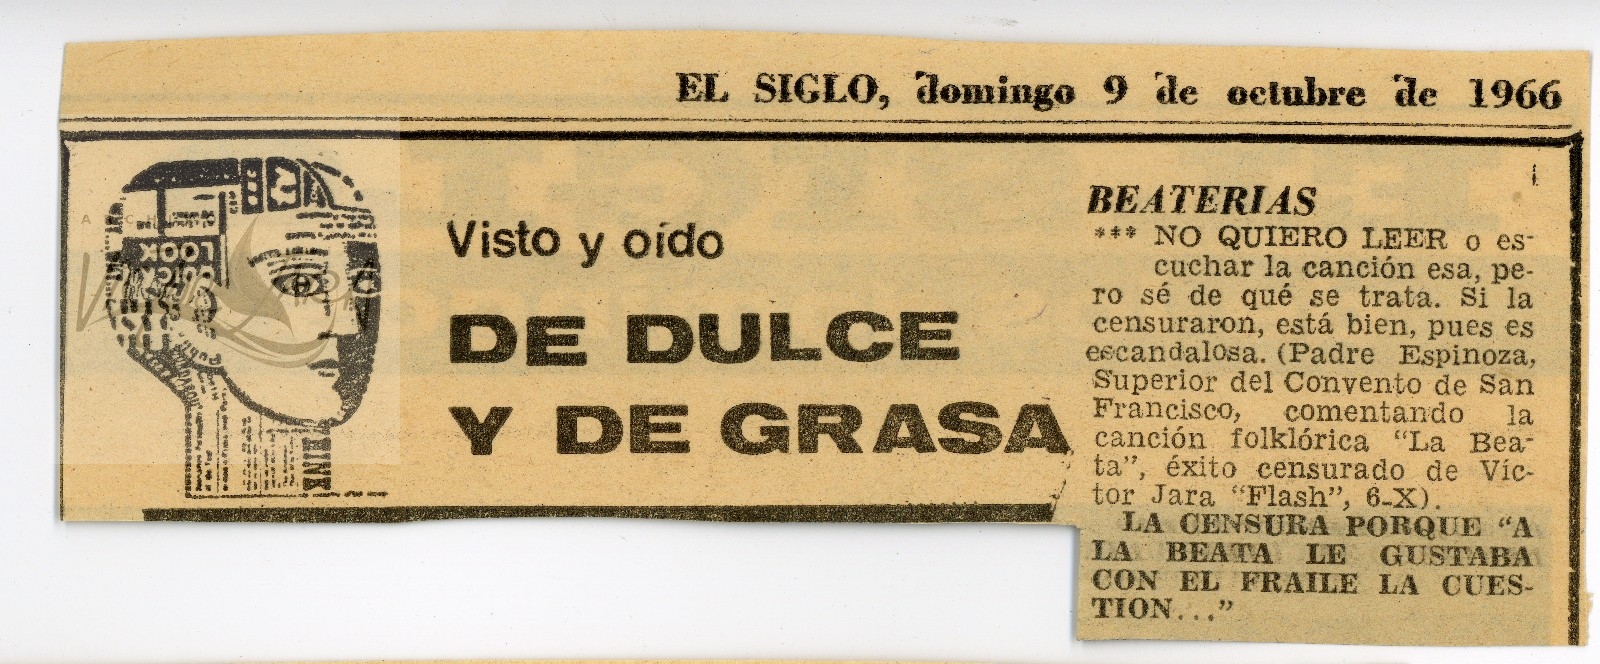 EL SIGLO, domingo 9 de octubre de 1966
Visto y oído
DE DULCE
Y DE GRASA
LOOK
QUICK
BEATERIAS
*** NO QUIERO LEER o es-
cuchar la canción esa, pe-
ro sé de qué se trata. Si la
censuraron, está bien, pues es
escandalosa. (Padre Espinoza,
Superior del Convento de San
Francisco, comentando la
canción folklórica "La Bea-
ta", éxito censurado de Víc-
tor Jara "Flash", 6-X).
LA CENSURA PORQUE "A
LA BEATA LE GUSTABA
CON EL FRAILE LA CUES-
TION..."